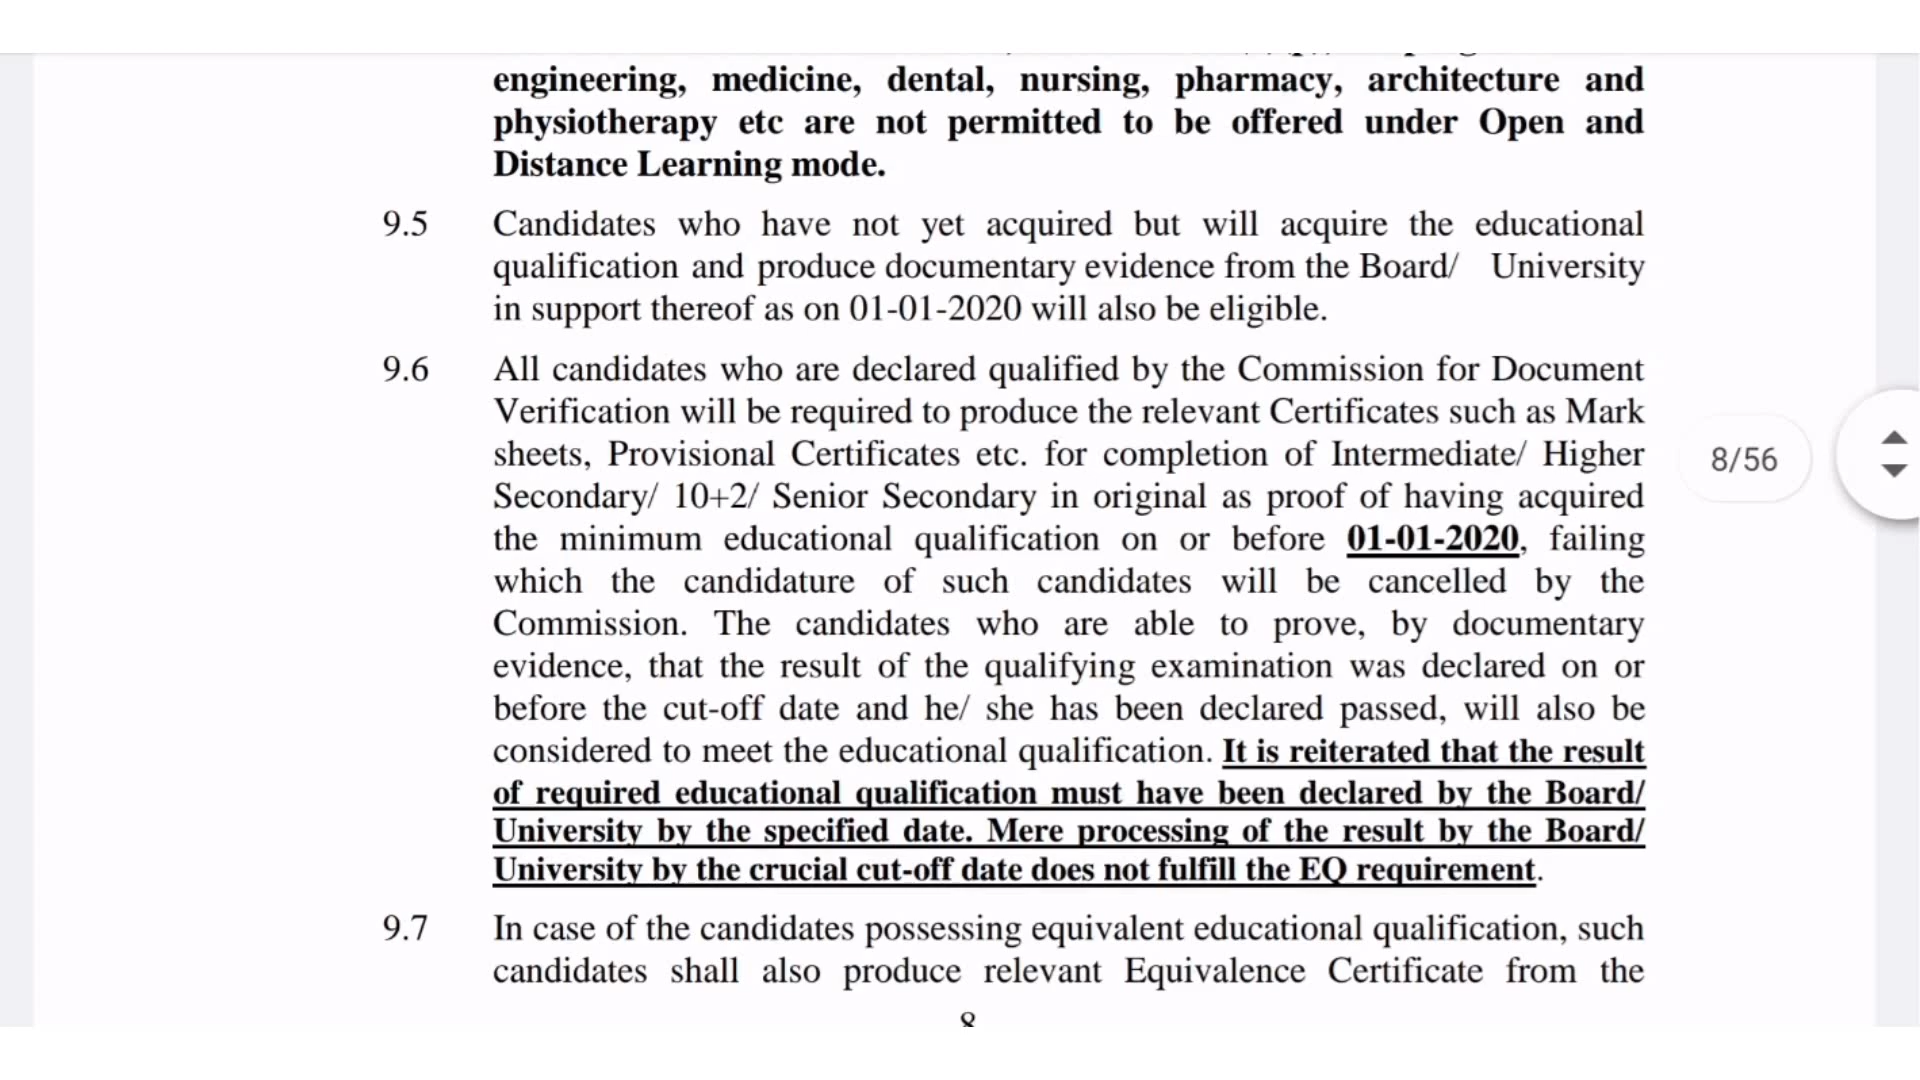 engineering, medicine, dental, nursing, pharmacy, architecture and
physiotherapy etc are not permitted to be offered under Open and
Distance Learning mode.
9.5 Candidates who have not yet acquired but will acquire the educational
qualification and produce documentary evidence from the Board/ University
in support thereof as on 01-01-2020 will also be eligible.
9.6 All candidates who are declared qualified by the Commission for Document
Verification will be required to produce the relevant Certificates such as Mark
sheets, Provisional Certificates etc. for completion of Intermediate/ Higher
Secondary/ 10+2/ Senior Secondary in original as proof of having acquired
the minimum educational qualification on or before 01-01-2020, failing
which the candidature of such candidates will be cancelled by the
Commission. The candidates who are able to prove, by documentary
evidence, that the result of the qualifying examination was declared on or
before the cut-off date and he/ she has been declared passed, will also be
considered to meet the educational qualification. It is reiterated that the result
of required educational qualification must have been declared by the Board/
University by the specified date. Mere processing of the result by the Board/
University by the crucial cut-off date does not fulfill the EQ requirement.
9.7 In case of the candidates possessing equivalent educational qualification, such
candidates shall also produce relevant Equivalence Certificate from the
8
8/56